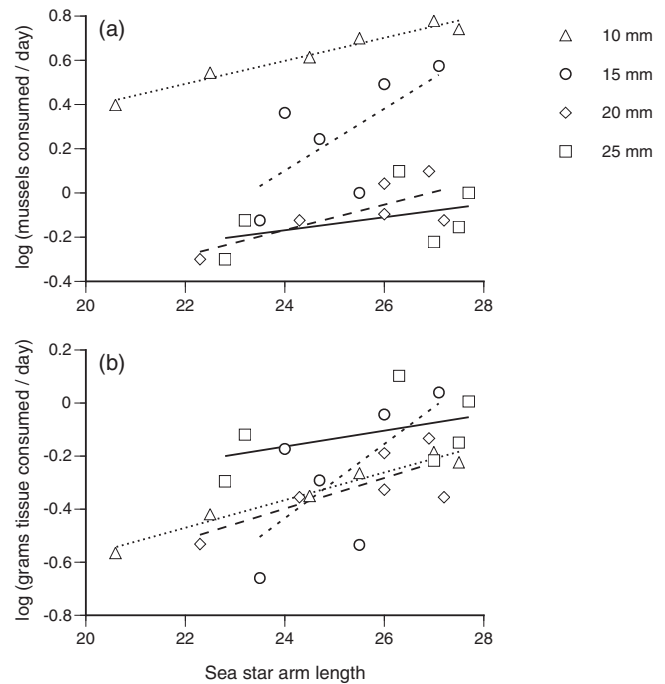 (a)
log (mussels consumed / day)
0.8
0.6
0.4
0.2
0
-0.2
-0.4
20 22 24 26 28
10 mm
15 mm
20 mm
25 mm
(b)
log (grams tissue consumed / day)
0.2
0
-0.2
-0.4
-0.6
-0.8
20 22 24 26 28
Sea star arm length